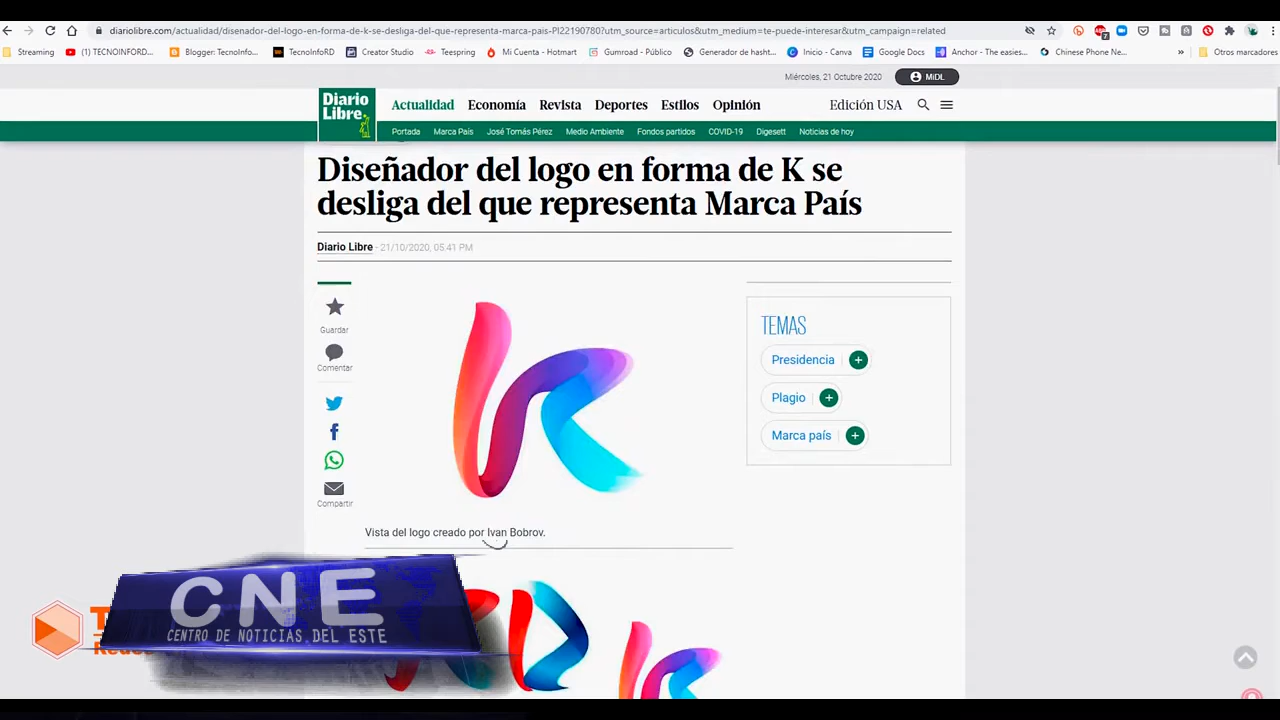 diariolibre.com/actualidad/disenador-del-logo-en-forma-de-k-se-desliga-del-que-representa-marca-pais-PI22190780?utm_source=articulos&utm_medium=te-puede-interesar&utm_campaign=related
Streaming (1) TECNOINFORD... Blogger: TecnoInfo... TecnoInfoRD Creator Studio Teespring Mi Cuenta - Hotmart Gumroad - Público Generador de hasht... Inicio - Canva Google Docs Anchor - The easies... Chinese Phone Ne... » Otros marcadores
Miércoles, 21 Octubre 2020 MiDL
Diario Libre.
Actualidad Economía Revista Deportes Estilos Opinión Edición USA
Portada Marca País José Tomás Pérez Medio Ambiente Fondos partidos COVID-19 Digesett Noticias de hoy
Diseñador del logo en forma de K se
desliga del que representa Marca País
Diario Libre - 21/10/2020, 05:41 PM
Guardar
Comentar
Compartir
TEMAS
Presidencia +
Plagio +
Marca país +
Vista del logo creado por Ivan Bobrov.
CNE
CENTRO DE NOTICIAS DEL ESTE